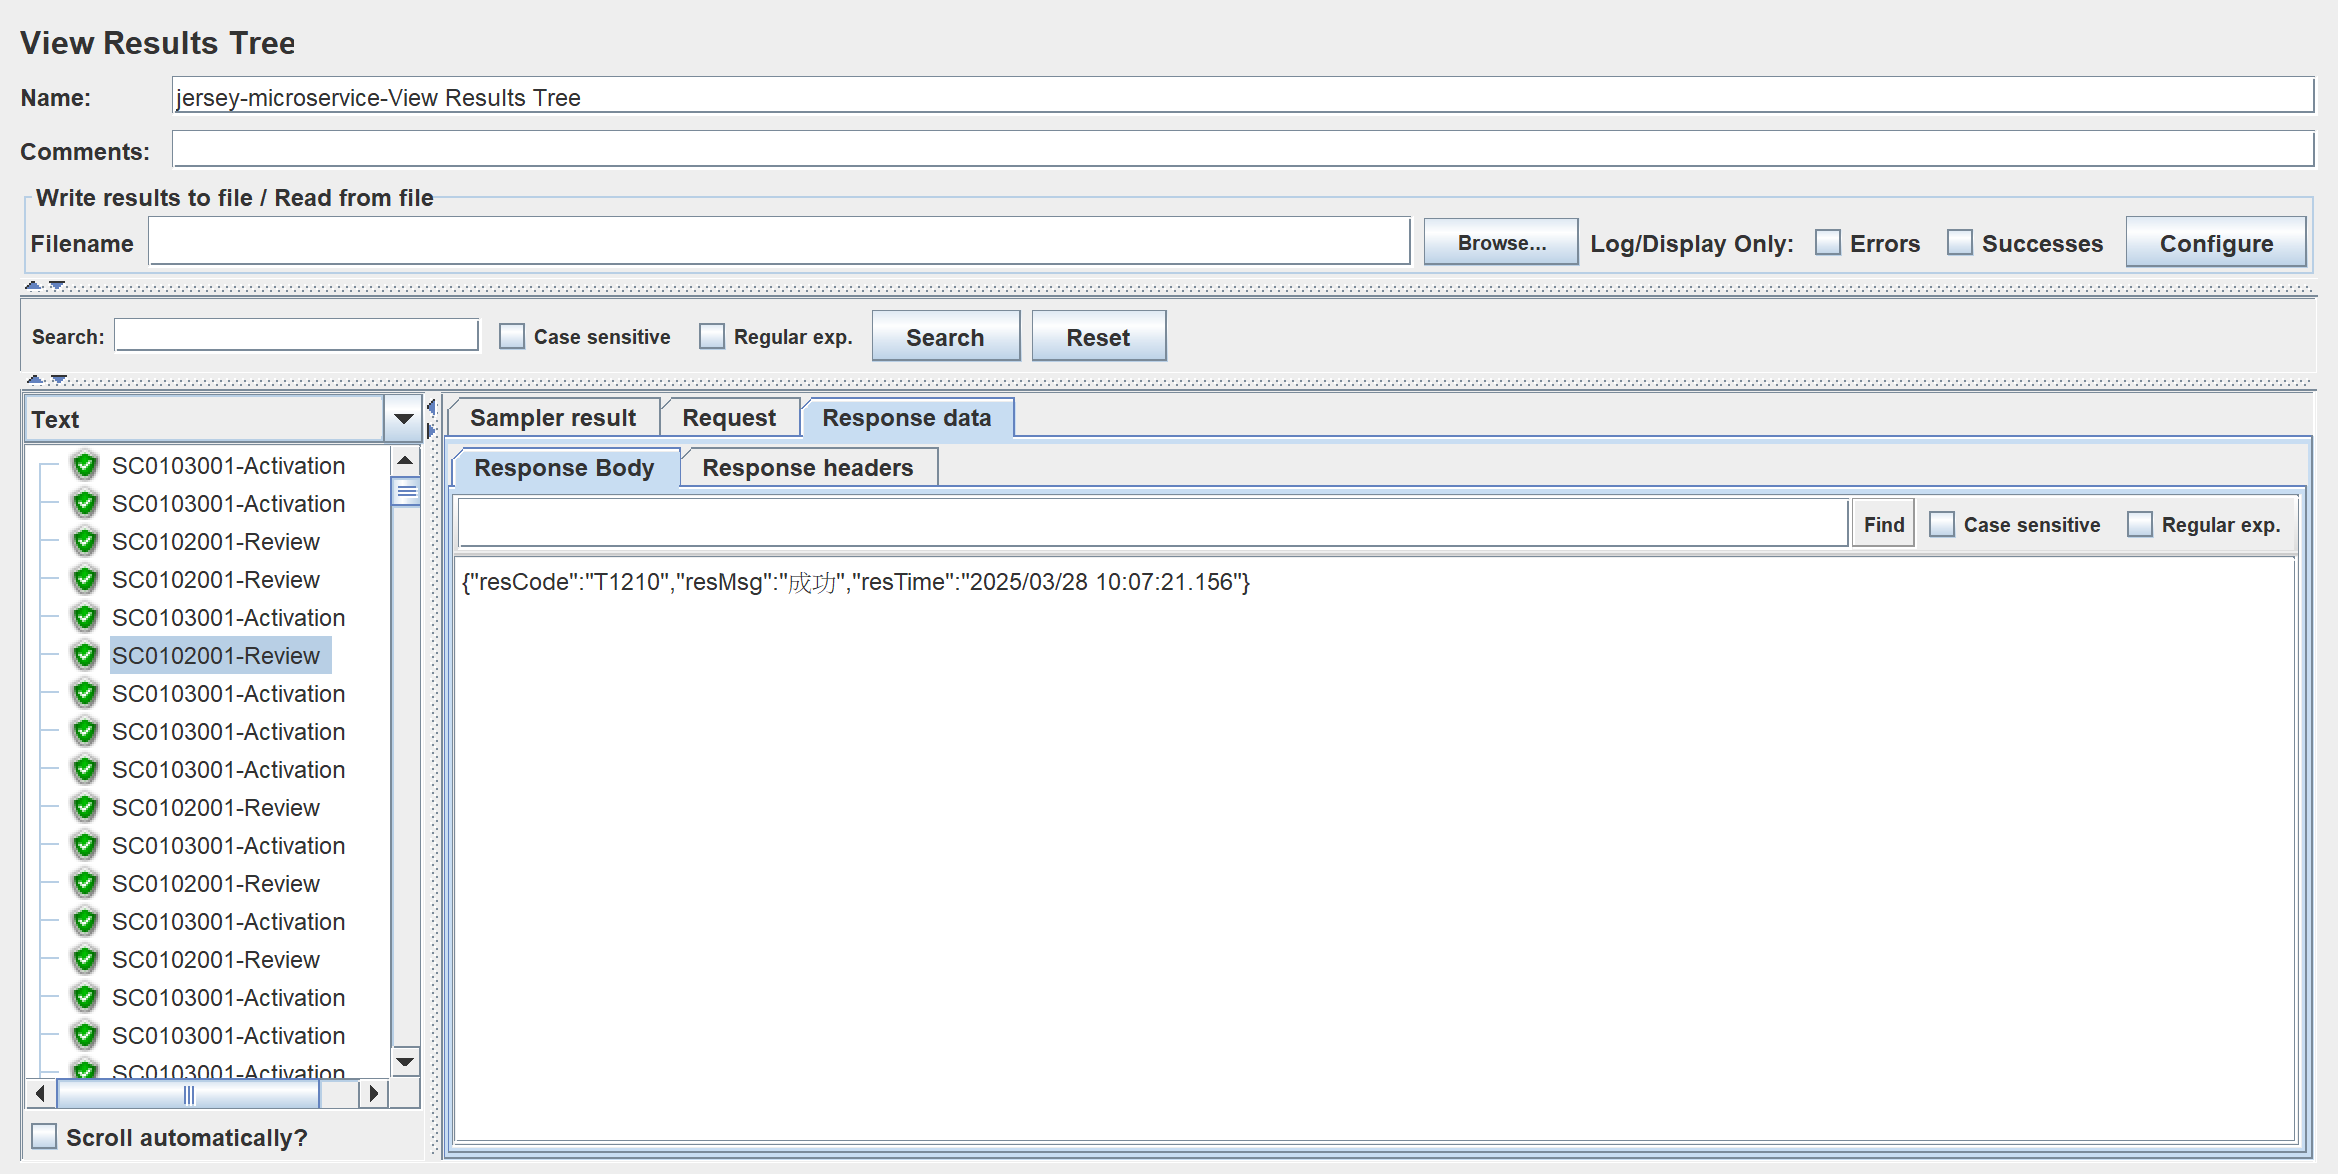 View Results Tree
Name: jersey-microservice-View Results Tree
Comments:
Write results to file / Read from file
Filename Browse... Log/Display Only: Errors Successes Configure
Search: Case sensitive Regular exp. Search Reset
Text
SC0103001-Activation
SC0103001-Activation
SC0102001-Review
SC0102001-Review
SC0103001-Activation
SC0102001-Review
SC0103001-Activation
SC0103001-Activation
SC0103001-Activation
SC0102001-Review
SC0103001-Activation
SC0102001-Review
SC0103001-Activation
SC0102001-Review
SC0103001-Activation
SC0103001-Activation
SC0103001-Activation
Scroll automatically?
Sampler result Request Response data
Response Body Response headers
Find Case sensitive Regular exp.
{"resCode":"T1210","resMsg":"成功","resTime":"2025/03/28 10:07:21.156"}